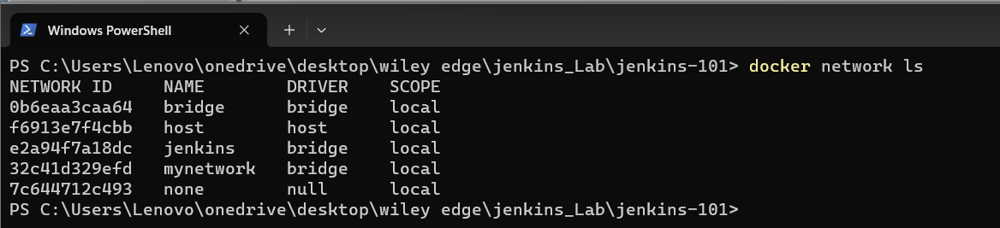 Windows PowerShell
PS C:\Users\Lenovo\onedrive\desktop\wiley edge\jenkins_Lab\jenkins-101> docker network ls
NETWORK ID     NAME        DRIVER    SCOPE
0b6eaa3caa64   bridge      bridge    local
f6913e7f4cbb   host        host      local
e2a94f7a18dc   jenkins     bridge    local
32c41d329efd   mynetwork   bridge    local
7c644712c493   none        null      local
PS C:\Users\Lenovo\onedrive\desktop\wiley edge\jenkins_Lab\jenkins-101>